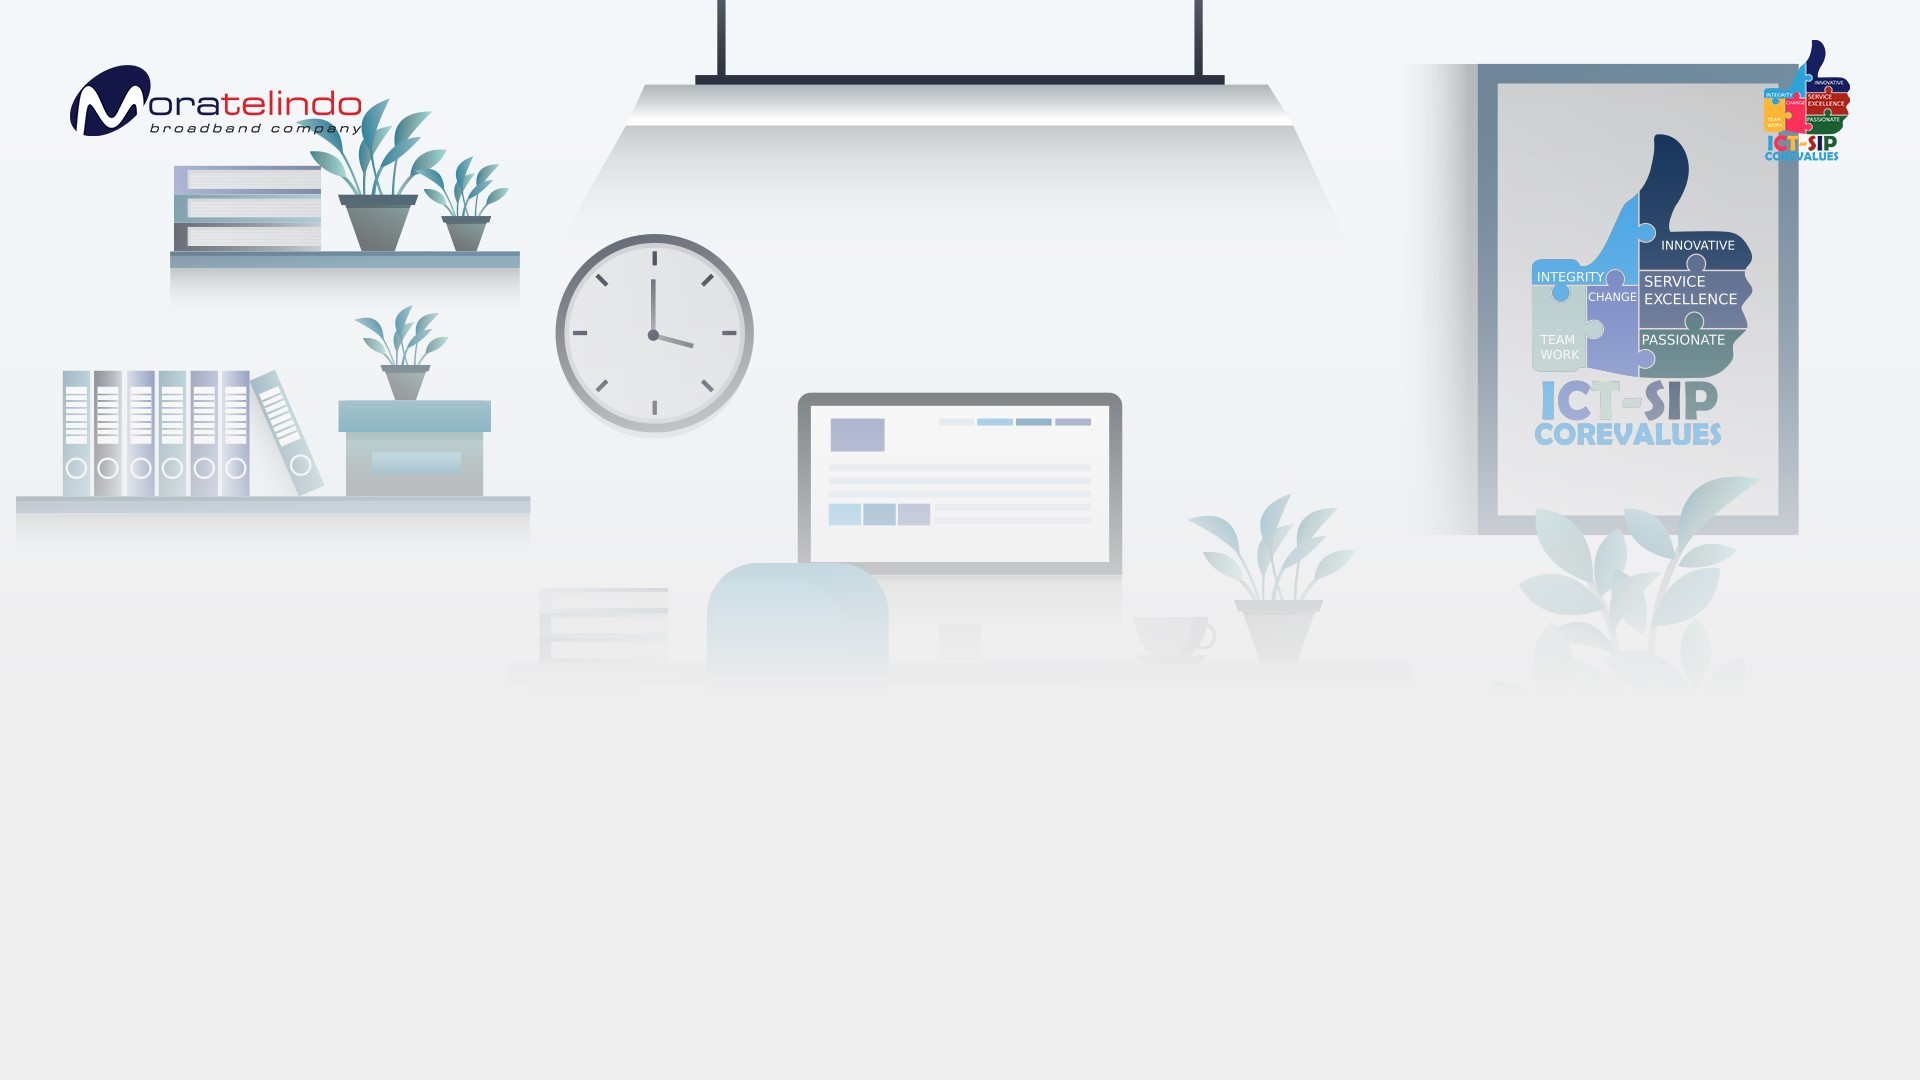 Moratelindo
broadband company
INNOVATIVE
INTEGRITY
SERVICE
EXCELLENCE
CHANGE
TEAM
WORK
PASSIONATE
ICT-SIP
COREVALUES
INNOVATIVE
INTEGRITY
SERVICE
EXCELLENCE
CHANGE
TEAM
WORK
PASSIONATE
ICT-SIP
COREVALUES